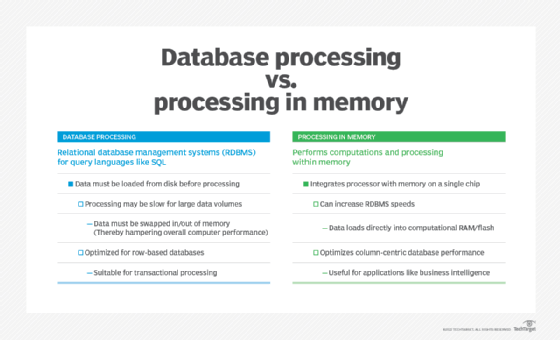 Database processing
vs.
processing in memory
DATABASE PROCESSING
Relational database management systems (RDBMS)
for query languages like SQL
Data must be loaded from disk before processing
Processing may be slow for large data volumes
—Data must be swapped in/out of memory
(Thereby hampering overall computer performance)
Optimized for row-based databases
—Suitable for transactional processing
PROCESSING IN MEMORY
Performs computations and processing
within memory
Integrates processor with memory on a single chip
Can increase RDBMS speeds
—Data loads directly into computational RAM/flash
Optimizes column-centric database performance
—Useful for applications like business intelligence
TechTarget